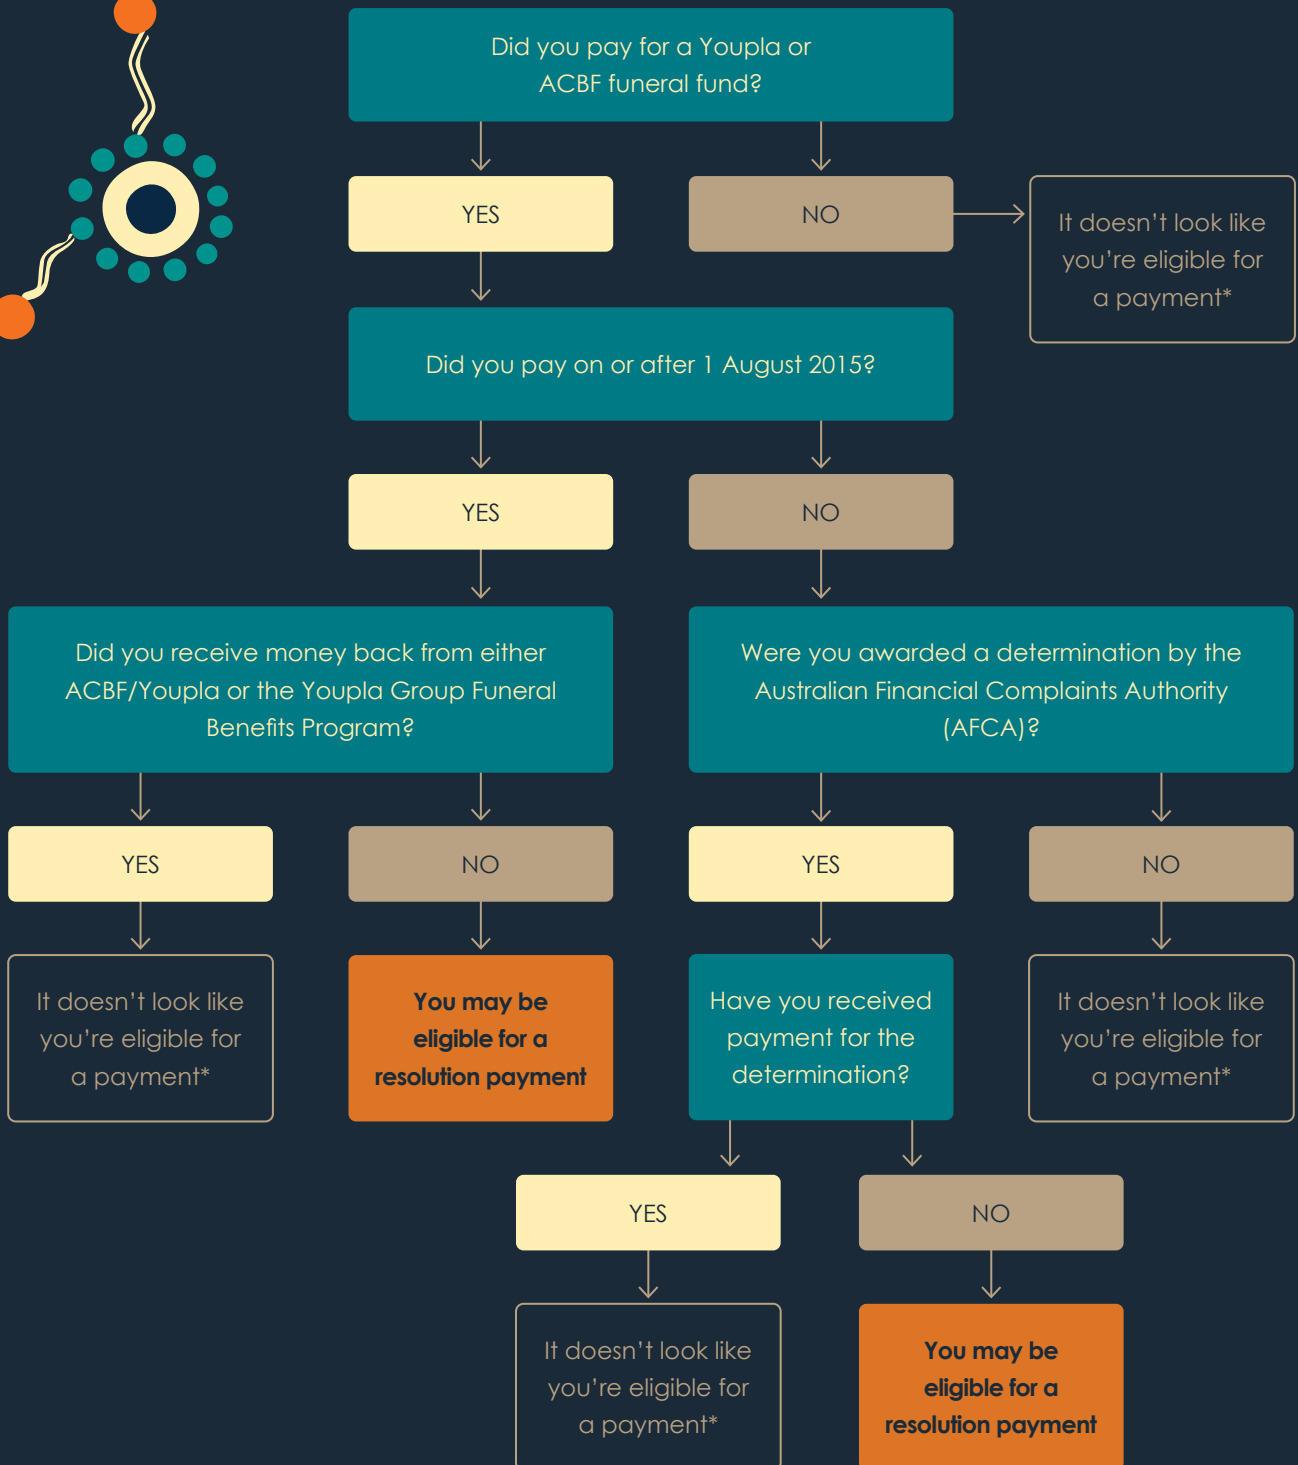 Did you pay for a Youpla or
ACBF funeral fund?
YES
NO
It doesn’t look like
you’re eligible for
a payment*
Did you pay on or after 1 August 2015?
YES
NO
Did you receive money back from either
ACBF/Youpla or the Youpla Group Funeral
Benefits Program?
Were you awarded a determination by the
Australian Financial Complaints Authority
(AFCA)?
YES
NO
YES
NO
It doesn’t look like
you’re eligible for
a payment*
You may be
eligible for a
resolution payment
Have you received
payment for the
determination?
It doesn’t look like
you’re eligible for
a payment*
YES
NO
It doesn’t look like
you’re eligible for
a payment*
You may be
eligible for a
resolution payment